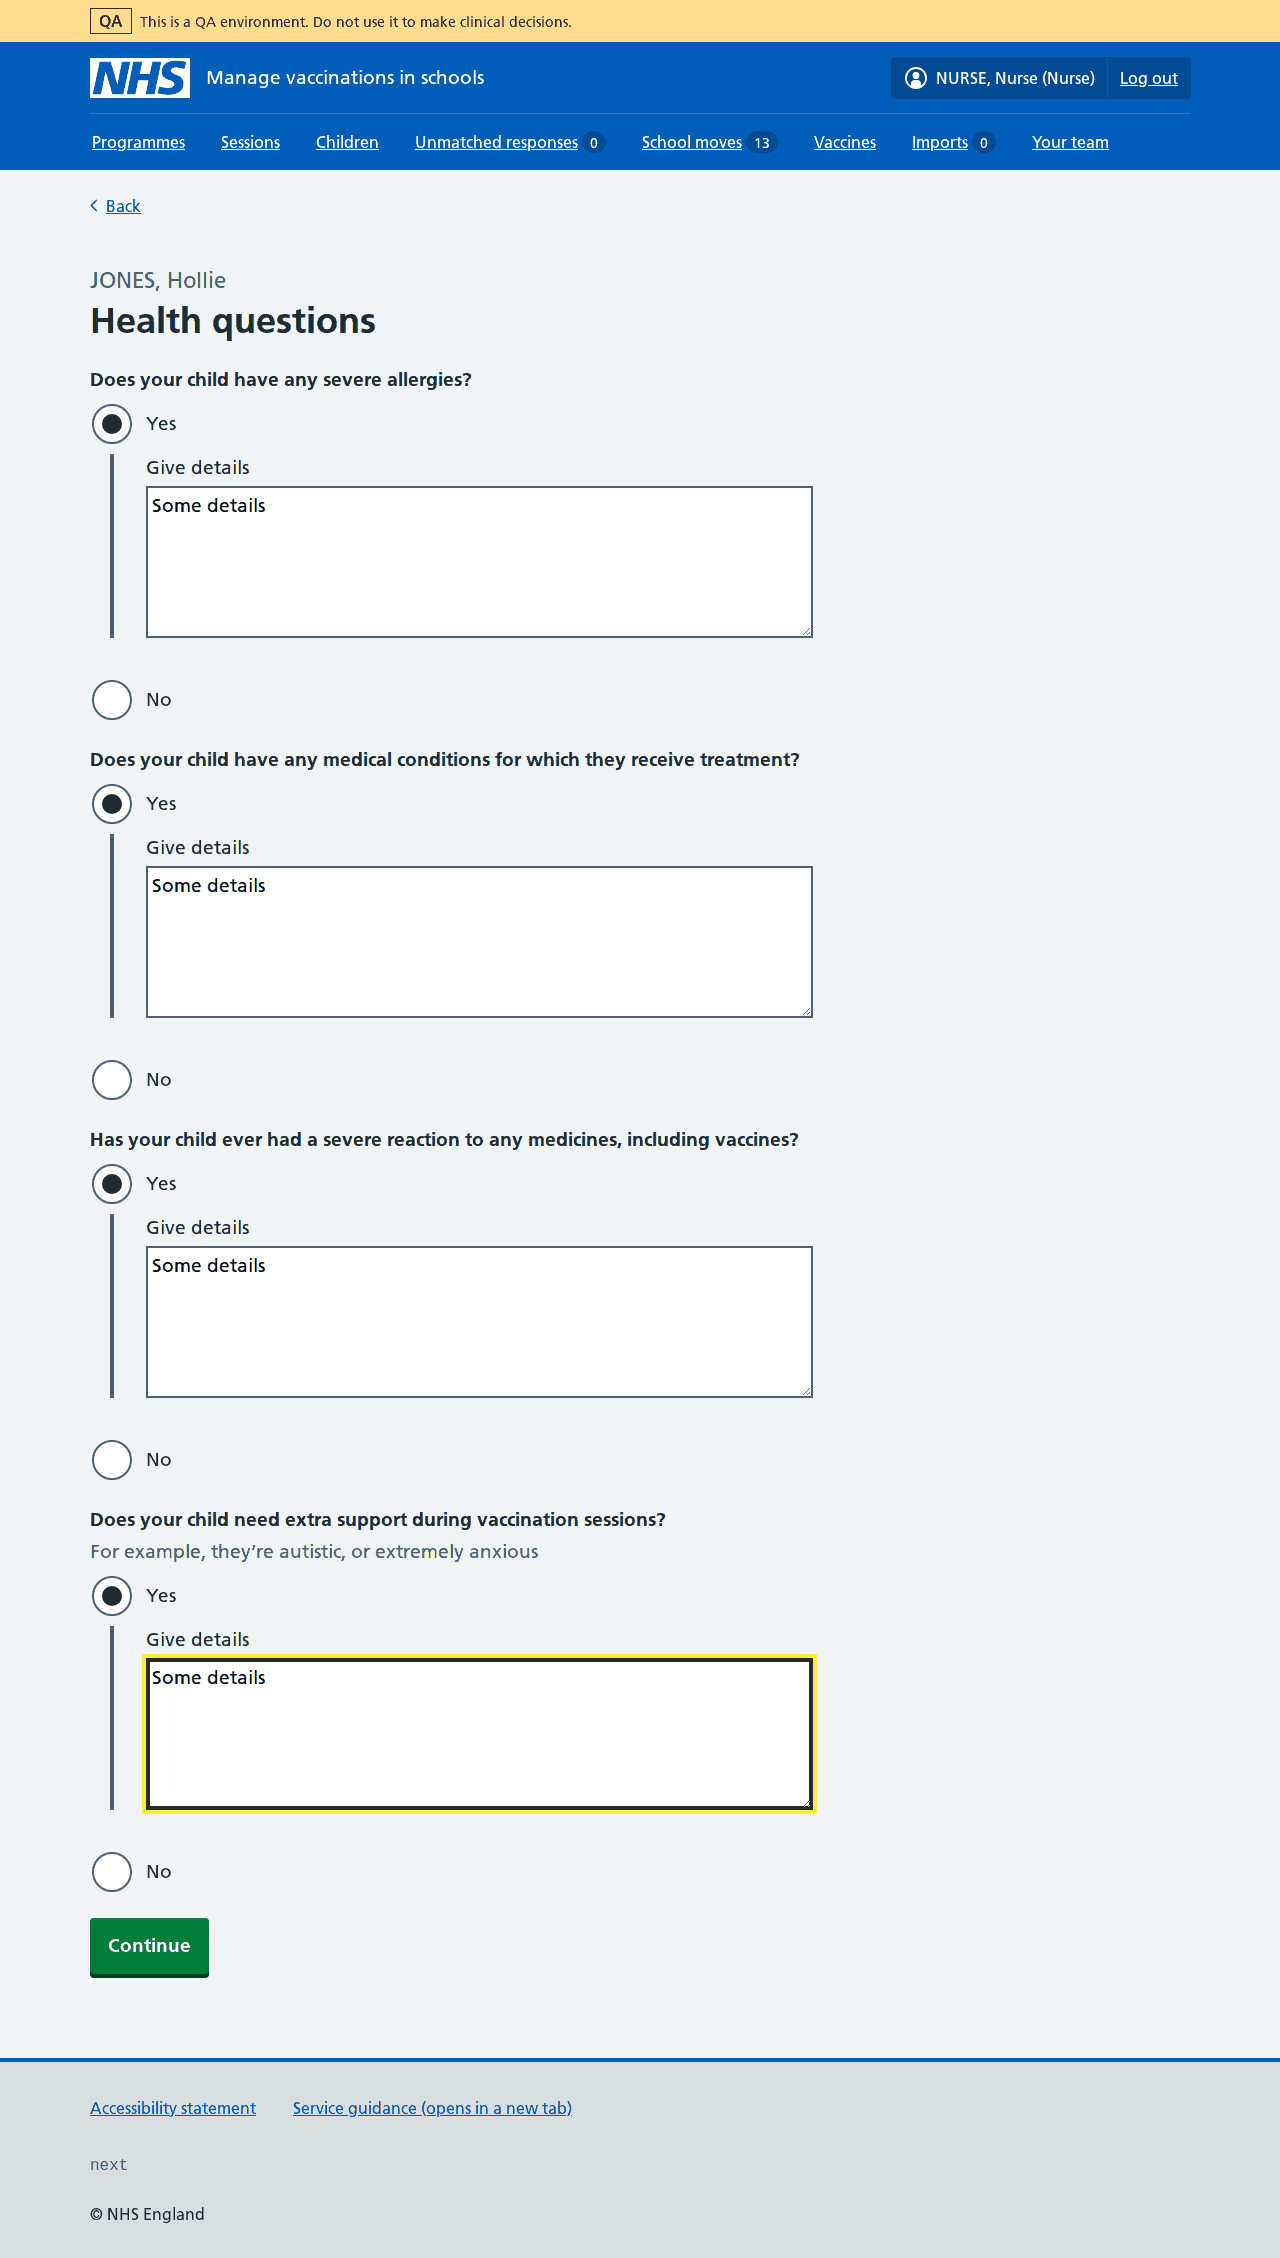 QA This is a QA environment. Do not use it to make clinical decisions.
NHS Manage vaccinations in schools NURSE, Nurse (Nurse) Log out
Programmes Sessions Children Unmatched responses 0 School moves 13 Vaccines Imports 0 Your team
Back
JONES, Hollie
Health questions
Does your child have any severe allergies?
Yes
Give details
Some details
No
Does your child have any medical conditions for which they receive treatment?
Yes
Give details
Some details
No
Has your child ever had a severe reaction to any medicines, including vaccines?
Yes
Give details
Some details
No
Does your child need extra support during vaccination sessions?
For example, they’re autistic, or extremely anxious
Yes
Give details
Some details
No
Continue
Accessibility statement Service guidance (opens in a new tab)
next
© NHS England